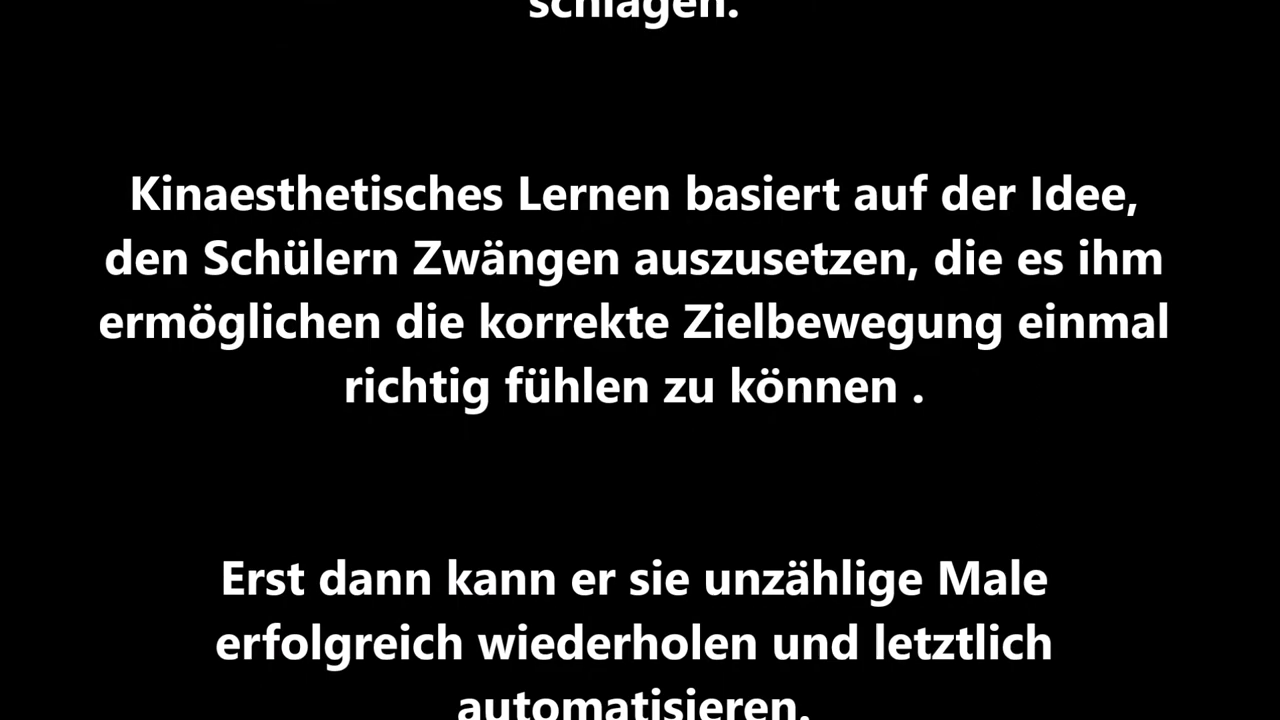 schlagen.
Kinaesthetisches Lernen basiert auf der Idee,
den Schülern Zwängen auszusetzen, die es ihm
ermöglichen die korrekte Zielbewegung einmal
richtig fühlen zu können .
Erst dann kann er sie unzählige Male
erfolgreich wiederholen und letztlich
automatisieren.